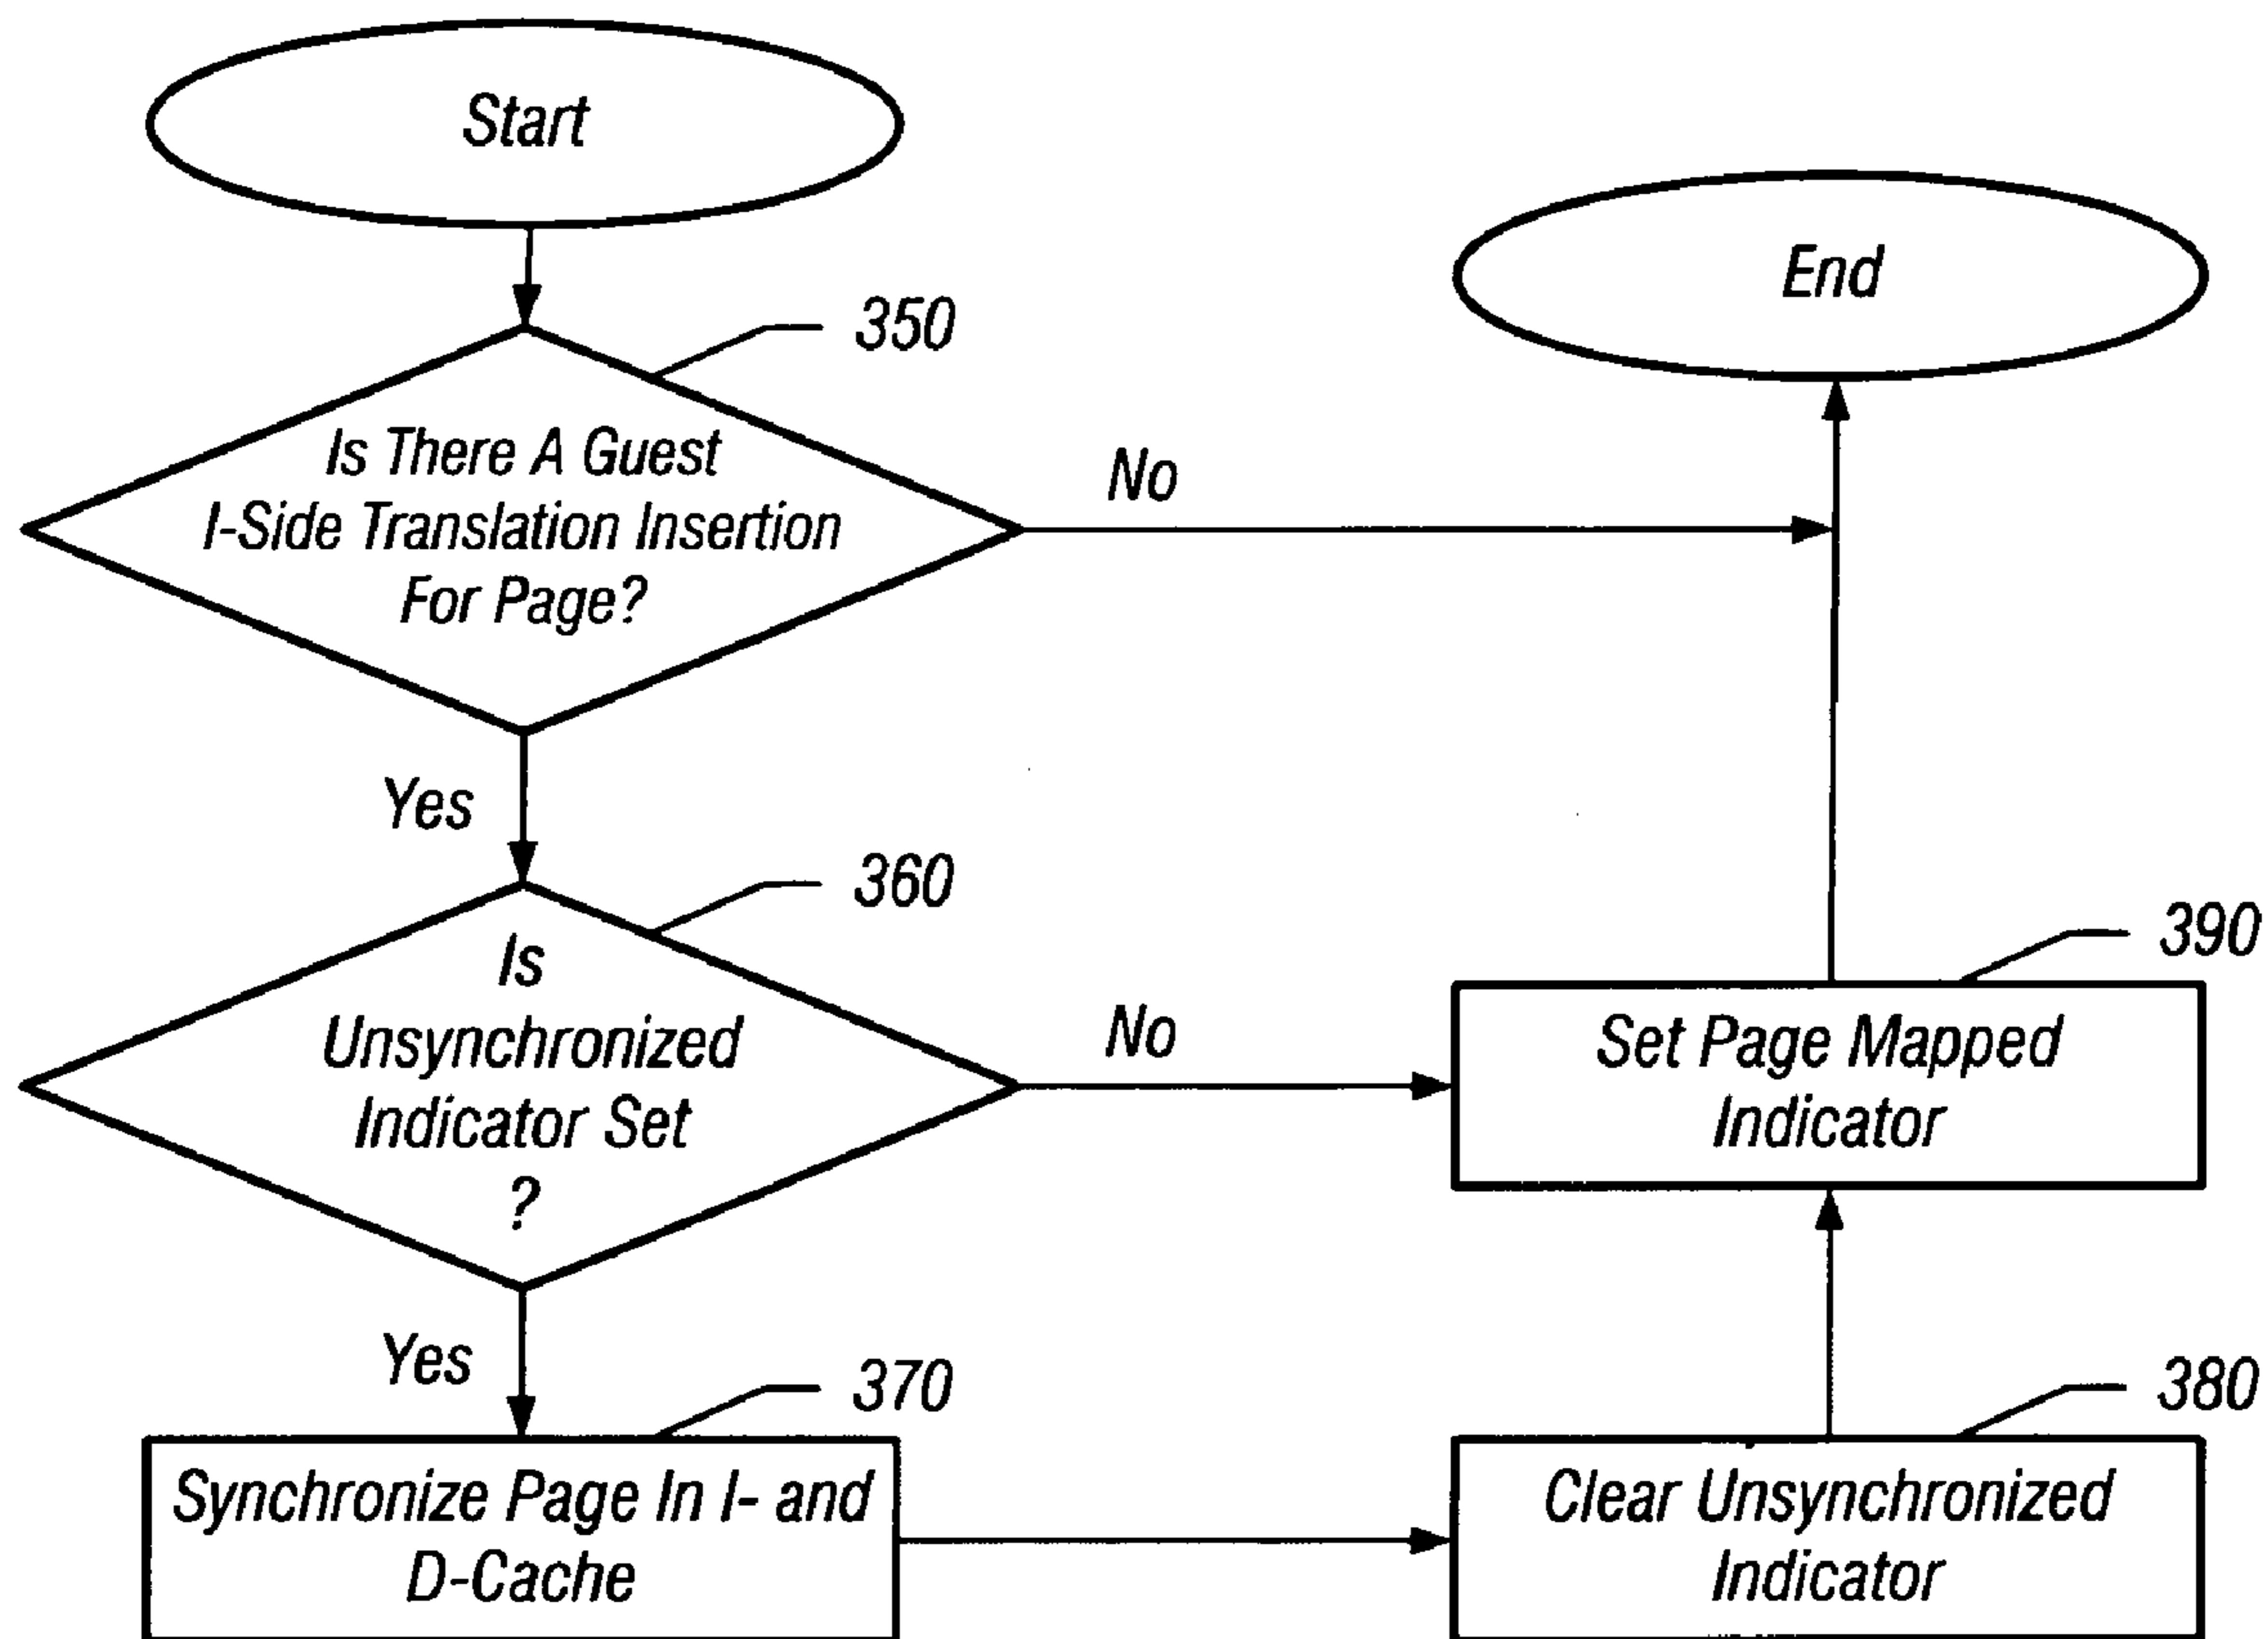 Start
End
350
Is There A Guest
I-Side Translation Insertion
For Page?
No
Yes
360
Is
Unsynchronized
Indicator Set
?
No
390
Set Page Mapped
Indicator
Yes
370
Synchronize Page In I- and
D-Cache
380
Clear Unsynchronized
Indicator